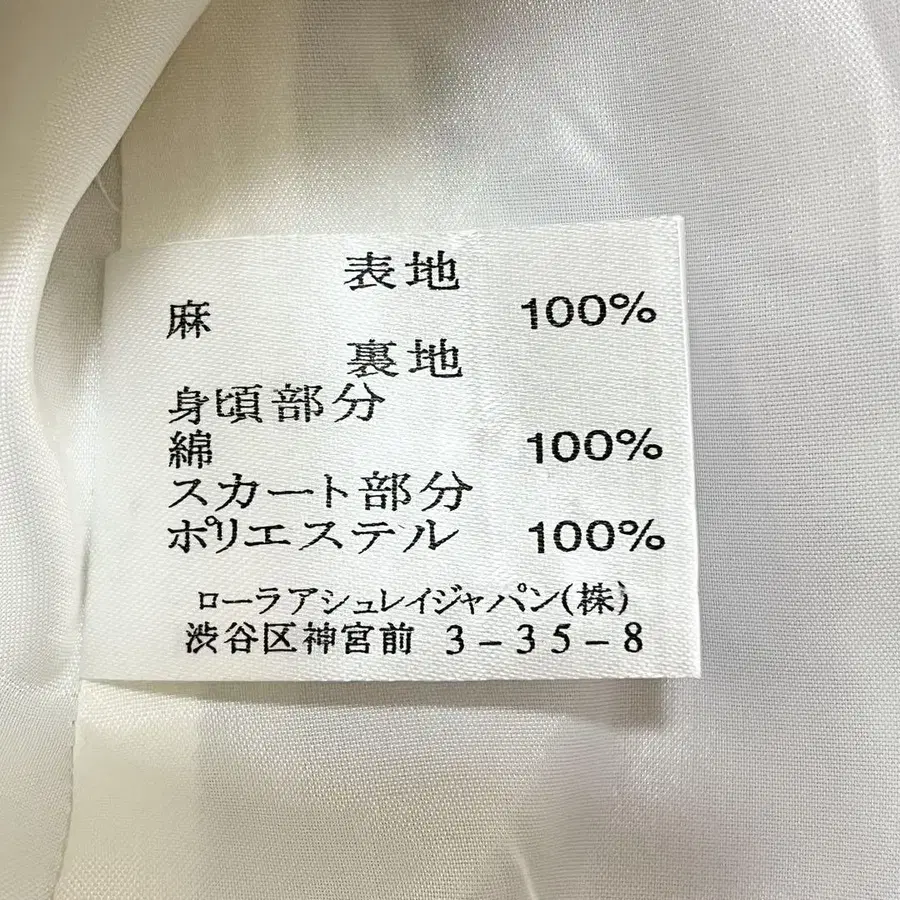 表地
麻 100%
裏地
身頃部分
綿 100%
スカート部分
ポリエステル 100%
ローラアシュレイジャパン(株)
渋谷区神宮前 3-35-8